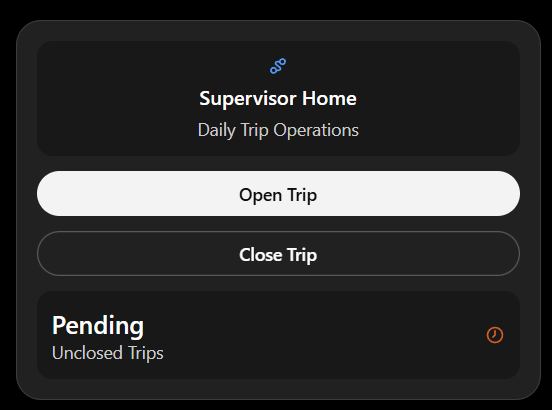 Supervisor Home
Daily Trip Operations
Open Trip
Close Trip
Pending
Unclosed Trips